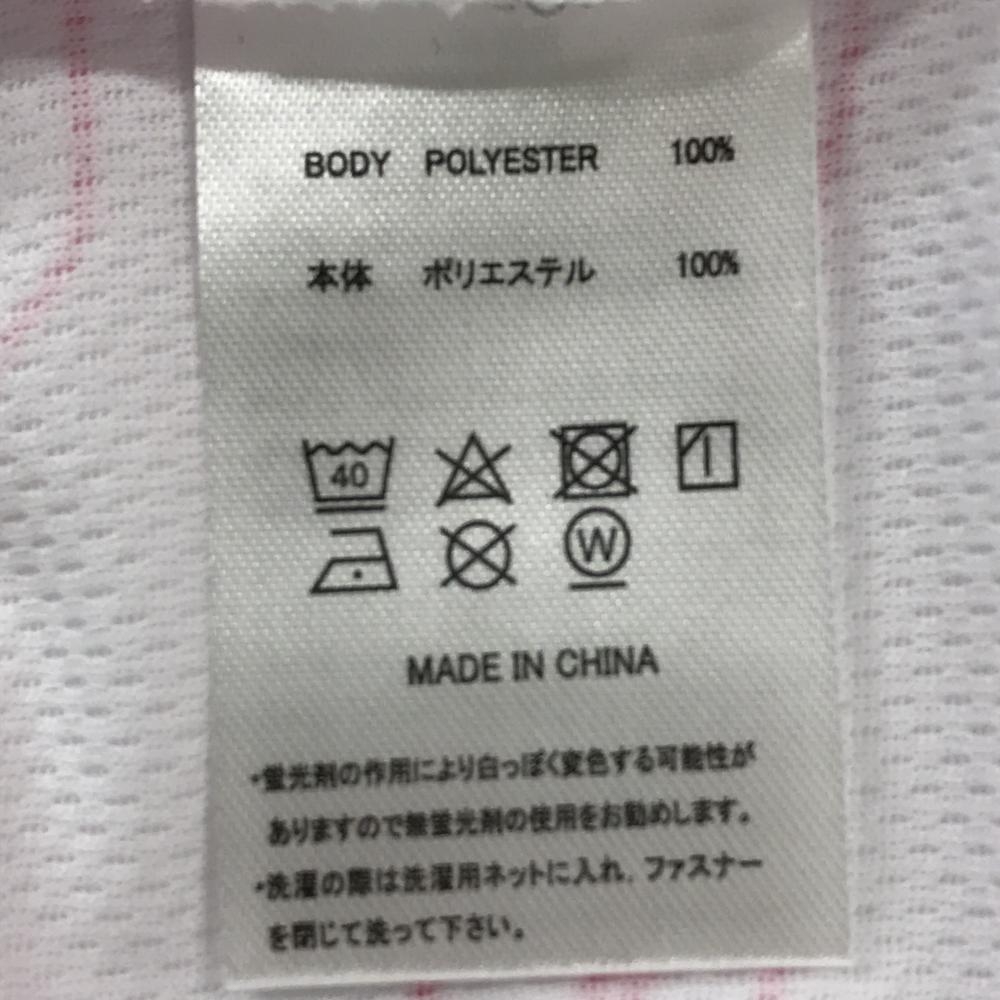 BODY POLYESTER 100%
本体 ポリエステル 100%
40
W
MADE IN CHINA
・蛍光剤の作用により白っぽく変色する可能性が
ありますので無蛍光剤の使用をお勧めします。
・洗濯の際は洗濯用ネットに入れ、ファスナー
を閉じて洗って下さい。